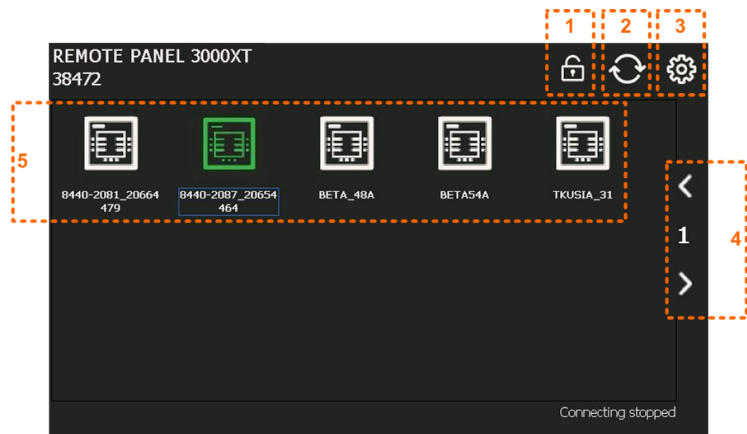 1 2 3
REMOTE PANEL 3000XT
38472
5
8440-2081_20664
479
8440-2087_20654
464
BETA_48A
BETA54A
TKUSIA_31
1
4
Connecting stopped